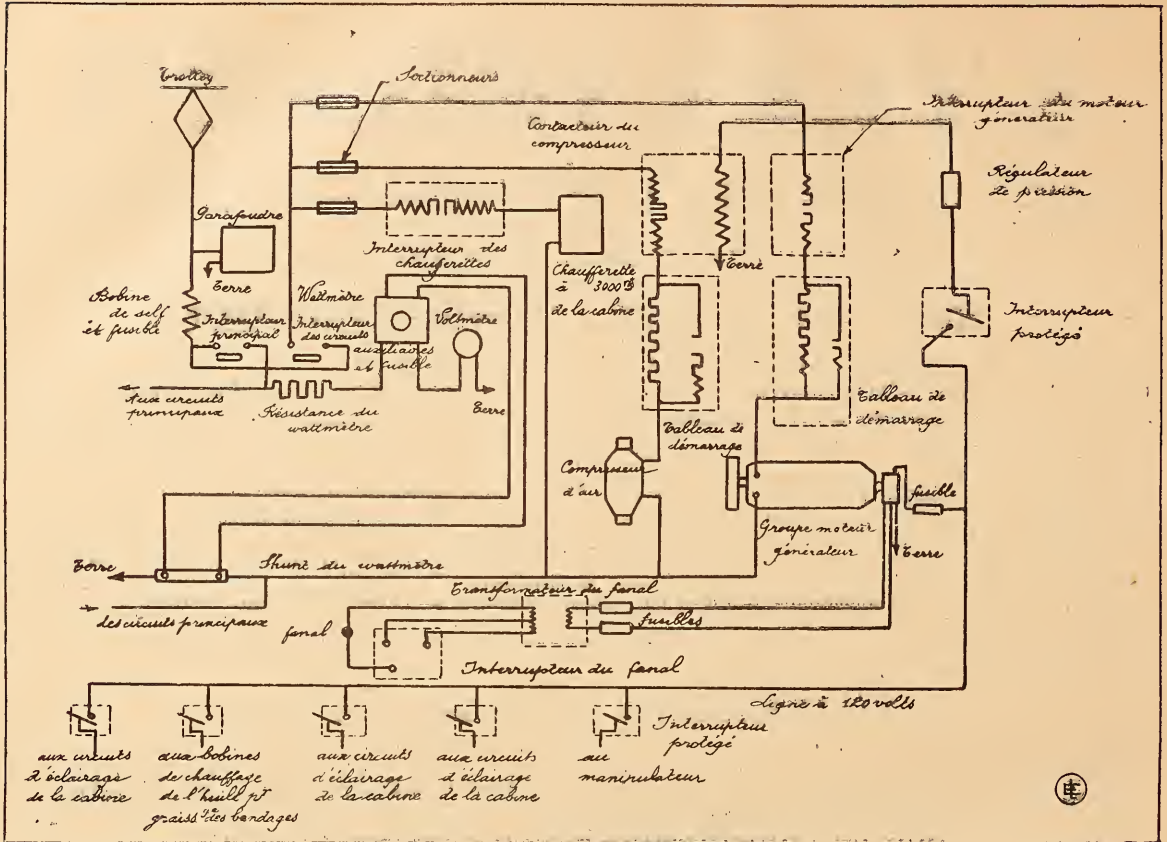 Trolley
Sectionneurs
Contacteur du
compresseur
Interrupteur du moteur
générateur
Régulateur
de pression
Parafoudre
Terre
Interrupteur des
chaufferettes
Chaufferette
à 3000
de la cabine
Terre
Bobine
de self
et fusible
Interrupteur
principal
Wattmètre
Interrupteur
des circuits
auxiliaires
et fusible
Voltmètre
Interrupteur
protégé
Aux circuits
principaux
Résistance du
wattmètre
Terre
Tableau de
démarrage
Tableau de
démarrage
Compresseur
d'air
fusible
Groupe moteur
générateur
Terre
Terre
Shunt du wattmètre
Transformateur du fanal
des circuits principaux
fanal
fusibles
Interrupteur du fanal
Ligne à 120 volts
Interrupteur
protégé
aux circuits
d'éclairage
de la cabine
aux bobines
de chauffage
de l'huile pr
graissge des bandages
aux circuits
d'éclairage
de la cabine
aux circuits
d'éclairage
de la cabine
au
manipulateur